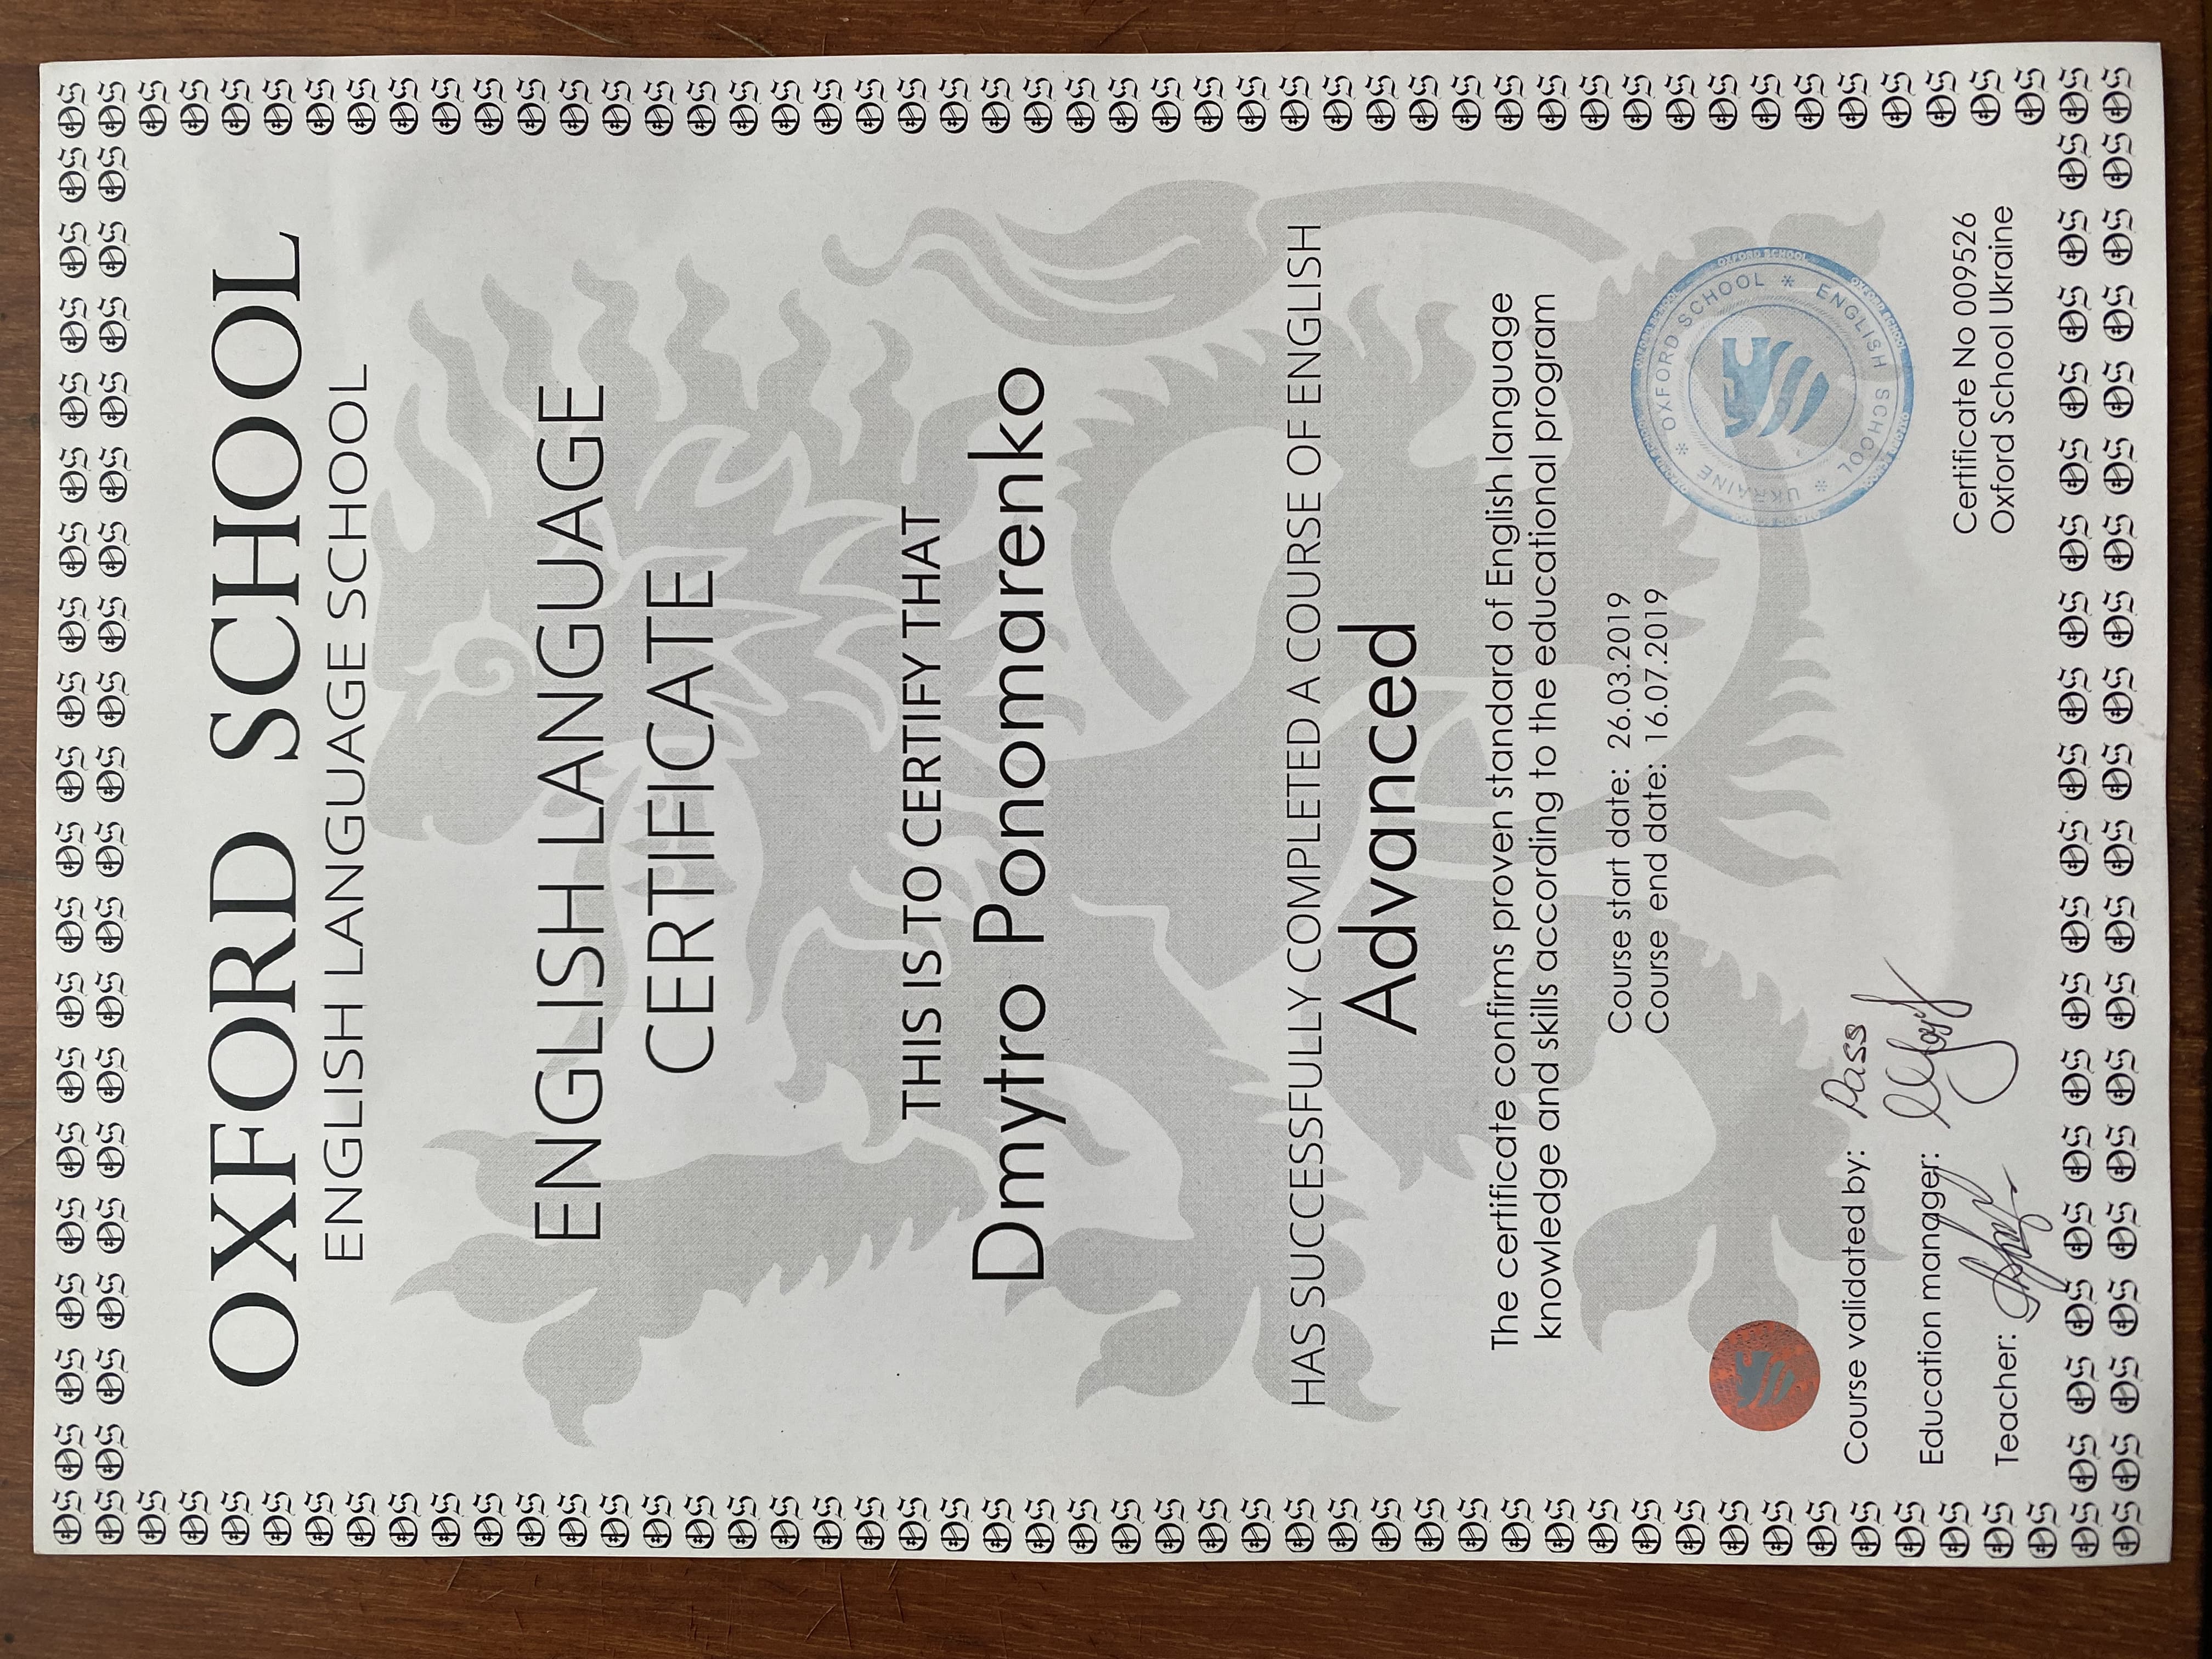 OXFORD SCHOOL
ENGLISH LANGUAGE SCHOOL
ENGLISH LANGUAGE
CERTIFICATE
THIS IS TO CERTIFY THAT
Dmytro Ponomarenko
HAS SUCCESSFULLY COMPLETED A COURSE OF ENGLISH
Advanced
The certificate confirms proven standard of English language
knowledge and skills according to the educational program
Course start date: 26.03.2019
Course end date: 16.07.2019
OXFORD SCHOOL * ENGLISH SCHOOL * UKRAINE *
OXFORD SCHOOL
Course validated by: Pass
Education manager:
Teacher:
Certificate No 009526
Oxford School Ukraine